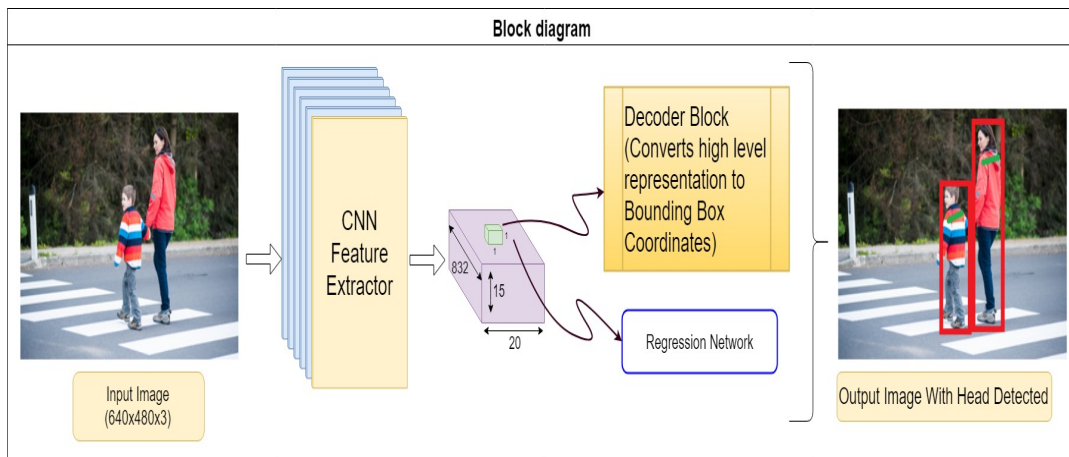 Block diagram
Input Image
(640x480x3)
CNN
Feature
Extractor
832
15
20
1
1
Decoder Block
(Converts high level
representation to
Bounding Box
Coordinates)
Regression Network
Output Image With Head Detected